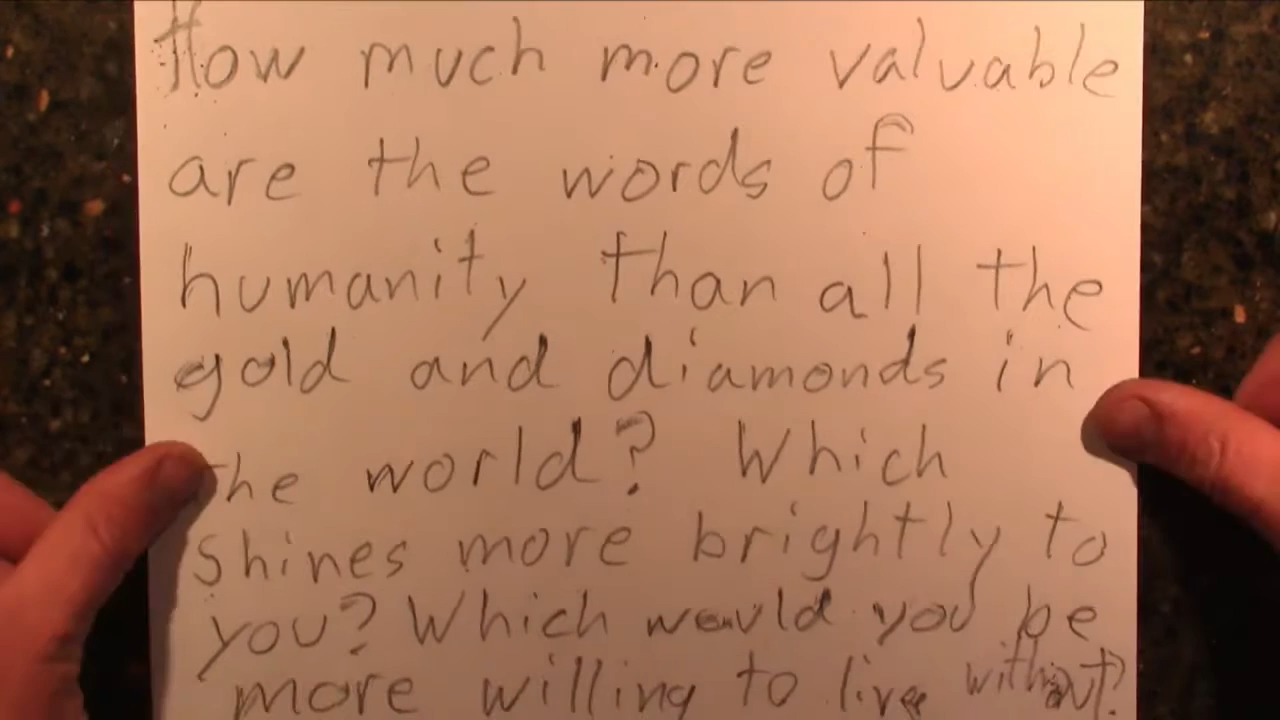 How much more valuable
are the words of
humanity than all the
gold and diamonds in
the world? Which
shines more brightly to
you? Which would you be
more willing to live without?